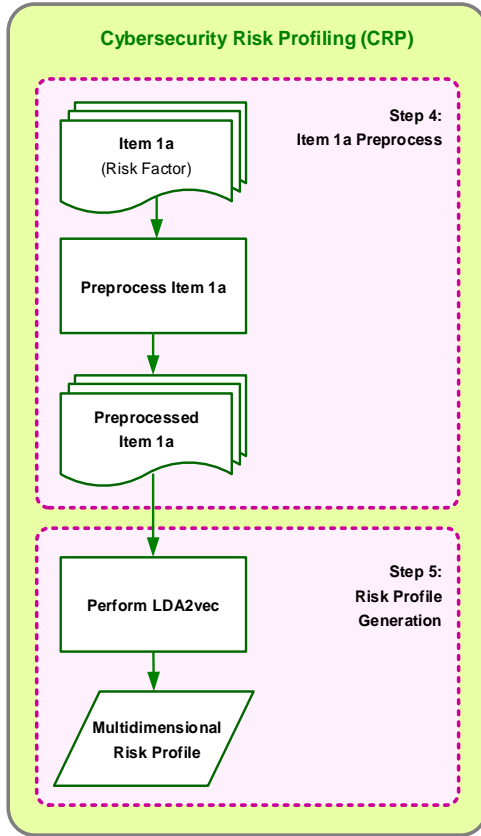 Cybersecurity Risk Profiling (CRP)
Step 4:
Item 1a Preprocess
Item 1a
(Risk Factor)
Preprocess Item 1a
Preprocessed
Item 1a
Step 5:
Risk Profile
Generation
Perform LDA2vec
Multidimensional
Risk Profile